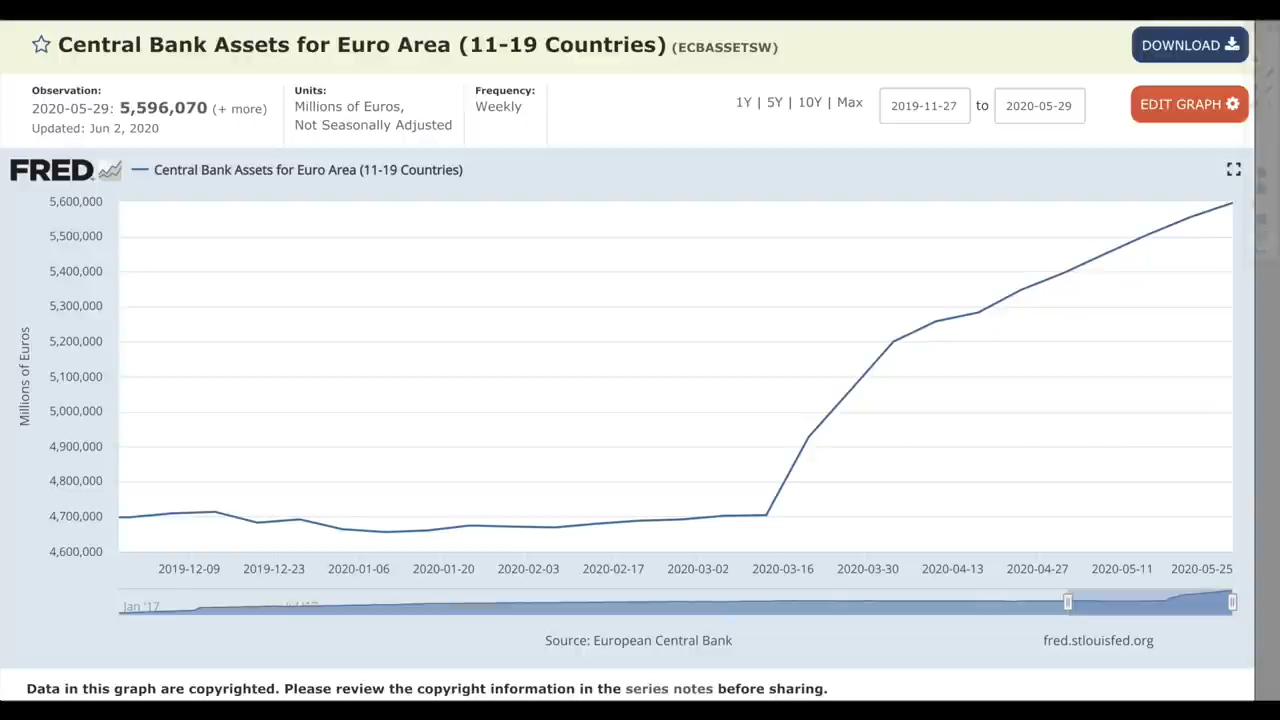 Central Bank Assets for Euro Area (11-19 Countries) (ECBASSETSW)
DOWNLOAD
Observation:
2020-05-29: 5,596,070 (+ more)
Updated: Jun 2, 2020
Units:
Millions of Euros,
Not Seasonally Adjusted
Frequency:
Weekly
1Y | 5Y | 10Y | Max
2019-11-27 to 2020-05-29
EDIT GRAPH
FRED
Central Bank Assets for Euro Area (11-19 Countries)
Millions of Euros
5,600,000
5,500,000
5,400,000
5,300,000
5,200,000
5,100,000
5,000,000
4,900,000
4,800,000
4,700,000
4,600,000
2019-12-09 2019-12-23 2020-01-06 2020-01-20 2020-02-03 2020-02-17 2020-03-02 2020-03-16 2020-03-30 2020-04-13 2020-04-27 2020-05-11 2020-05-25
Jan '17
Source: European Central Bank
fred.stlouisfed.org
Data in this graph are copyrighted. Please review the copyright information in the series notes before sharing.